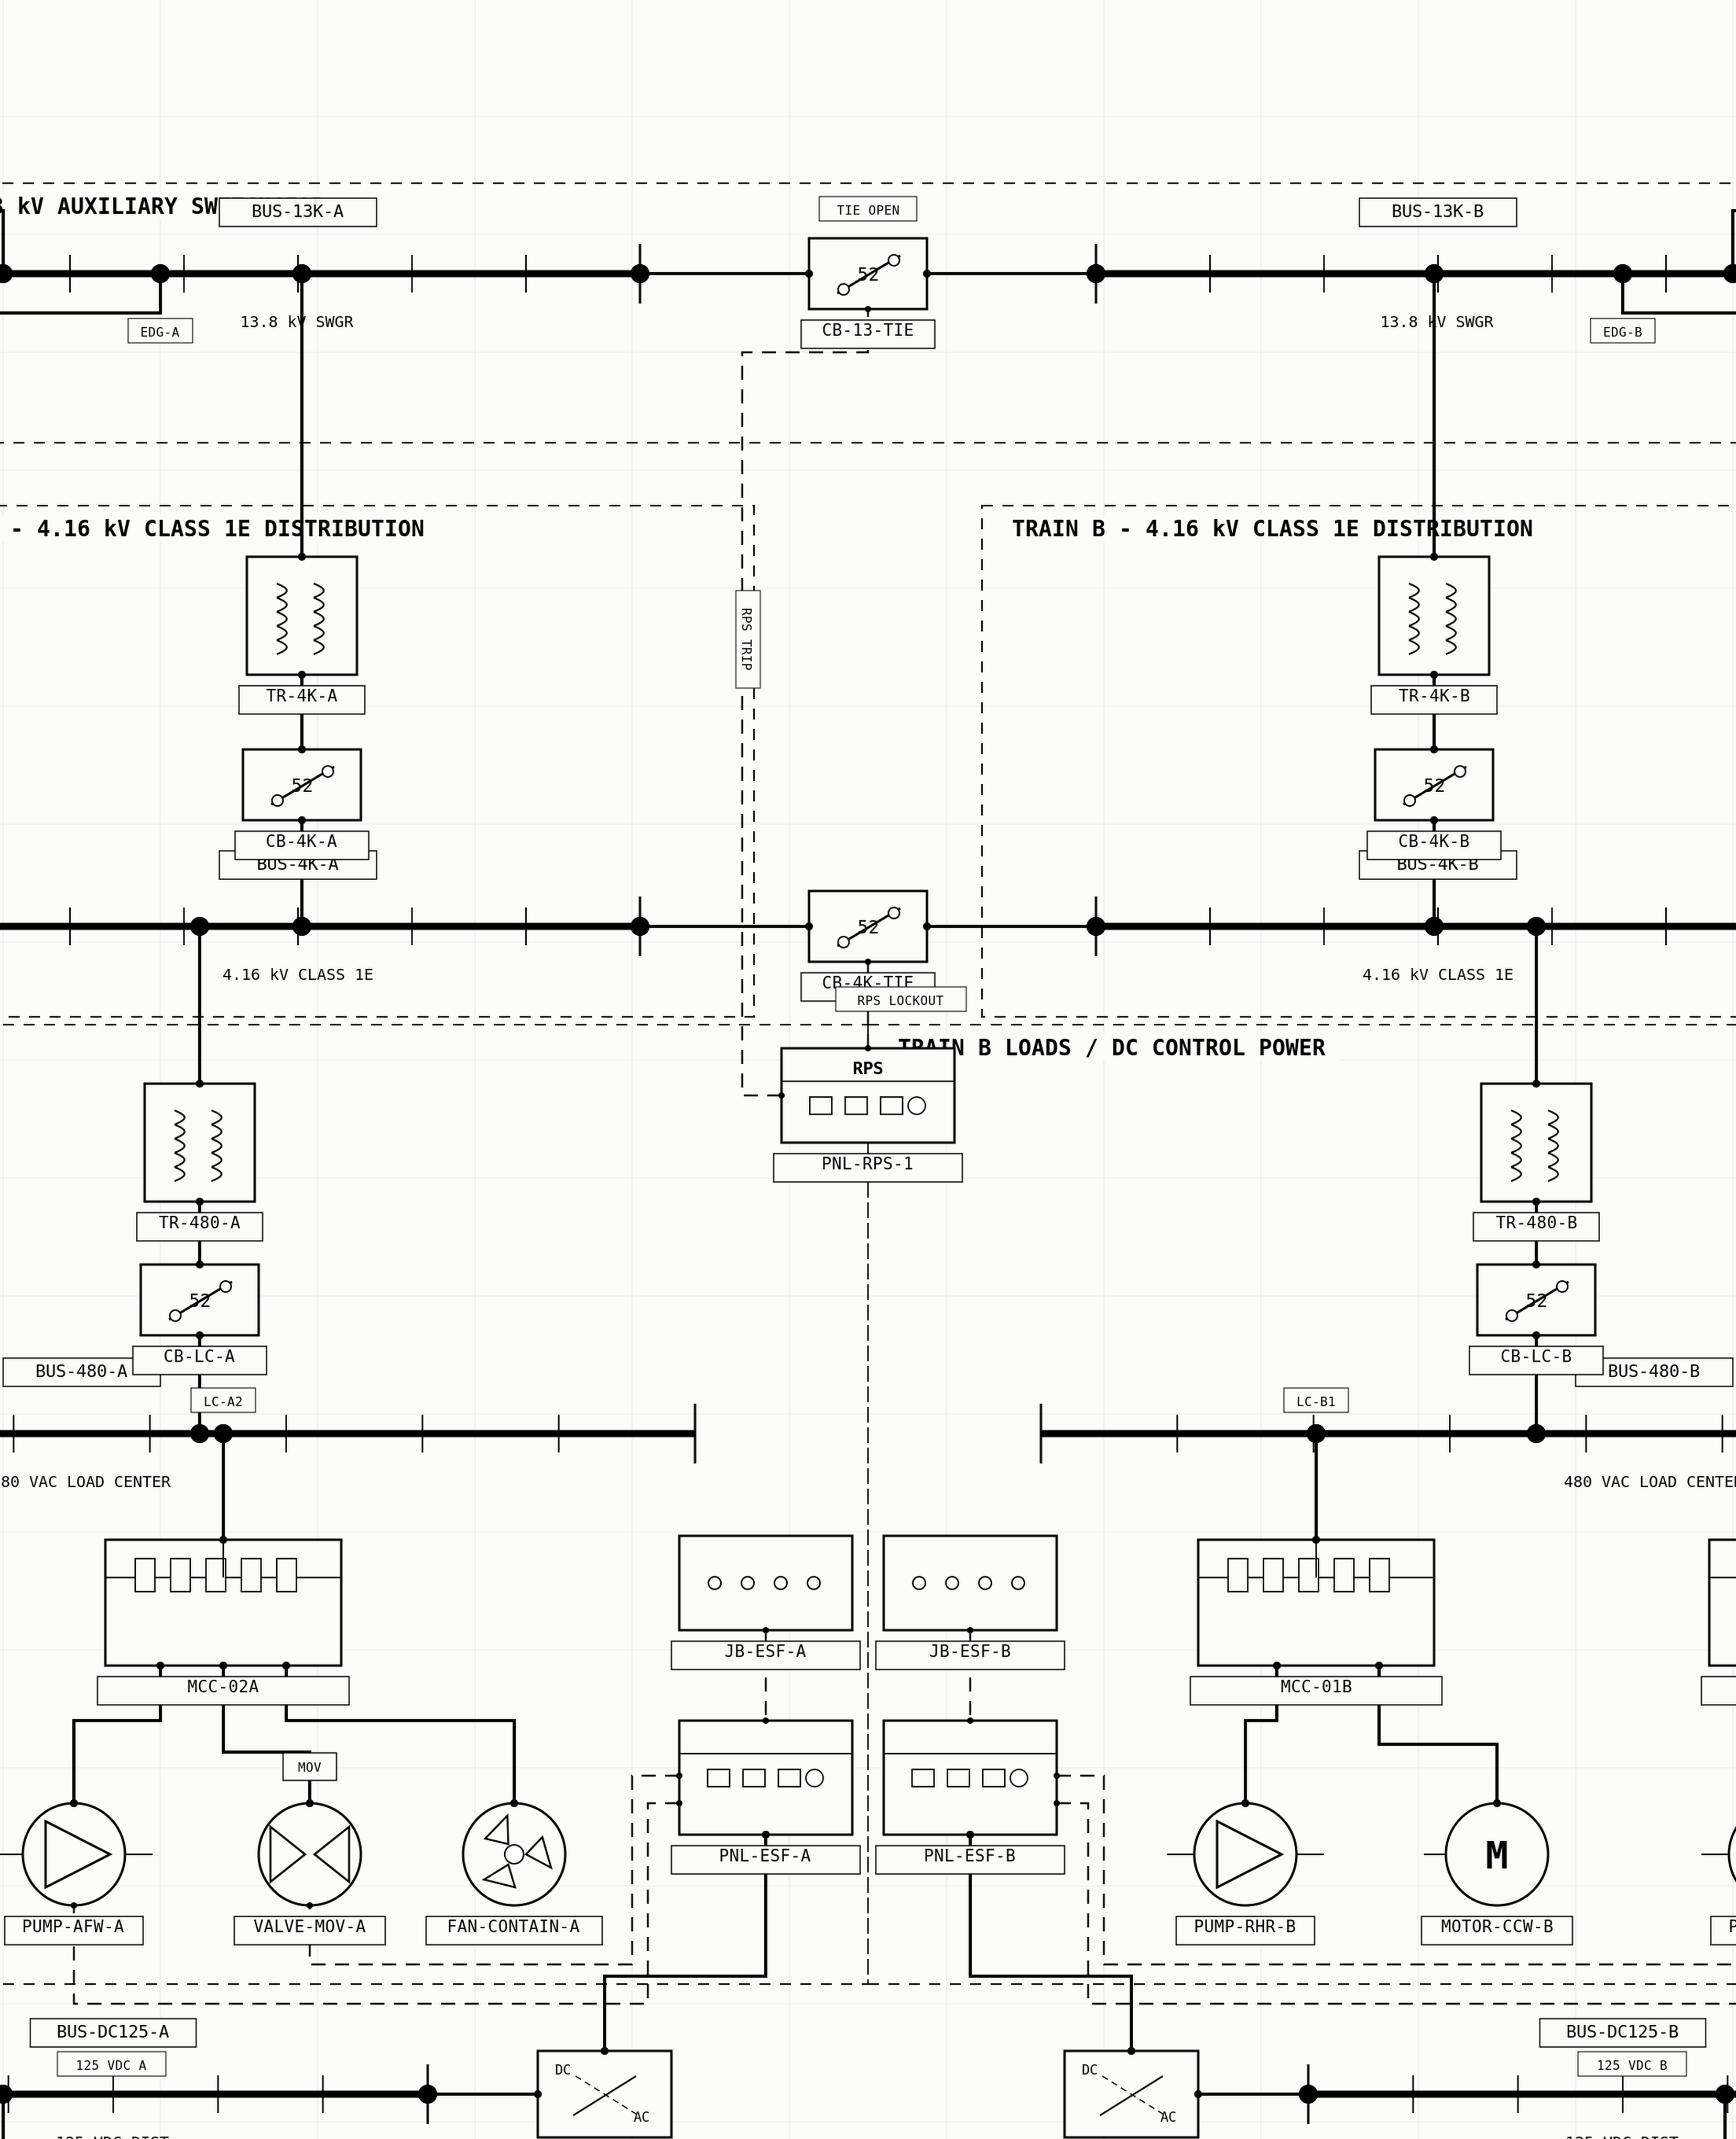 kV AUXILIARY SW
BUS-13K-A
TIE OPEN
BUS-13K-B
52
13.8 kV SWGR
EDG-A
CB-13-TIE
13.8 kV SWGR
EDG-B
- 4.16 kV CLASS 1E DISTRIBUTION
TRAIN B - 4.16 kV CLASS 1E DISTRIBUTION
RPS TRIP
TR-4K-A
TR-4K-B
52
52
CB-4K-A
CB-4K-B
BUS-4K-A
BUS-4K-B
52
4.16 kV CLASS 1E
CB-4K-TIE
4.16 kV CLASS 1E
RPS LOCKOUT
TRAIN B LOADS / DC CONTROL POWER
RPS
PNL-RPS-1
TR-480-A
TR-480-B
52
52
CB-LC-A
CB-LC-B
BUS-480-A
BUS-480-B
LC-A2
LC-B1
80 VAC LOAD CENTER
480 VAC LOAD CENTER
JB-ESF-A
JB-ESF-B
MCC-02A
MCC-01B
MOV
M
PNL-ESF-A
PNL-ESF-B
PUMP-AFW-A
VALVE-MOV-A
FAN-CONTAIN-A
PUMP-RHR-B
MOTOR-CCW-B
BUS-DC125-A
BUS-DC125-B
125 VDC A
DC
DC
125 VDC B
AC
AC